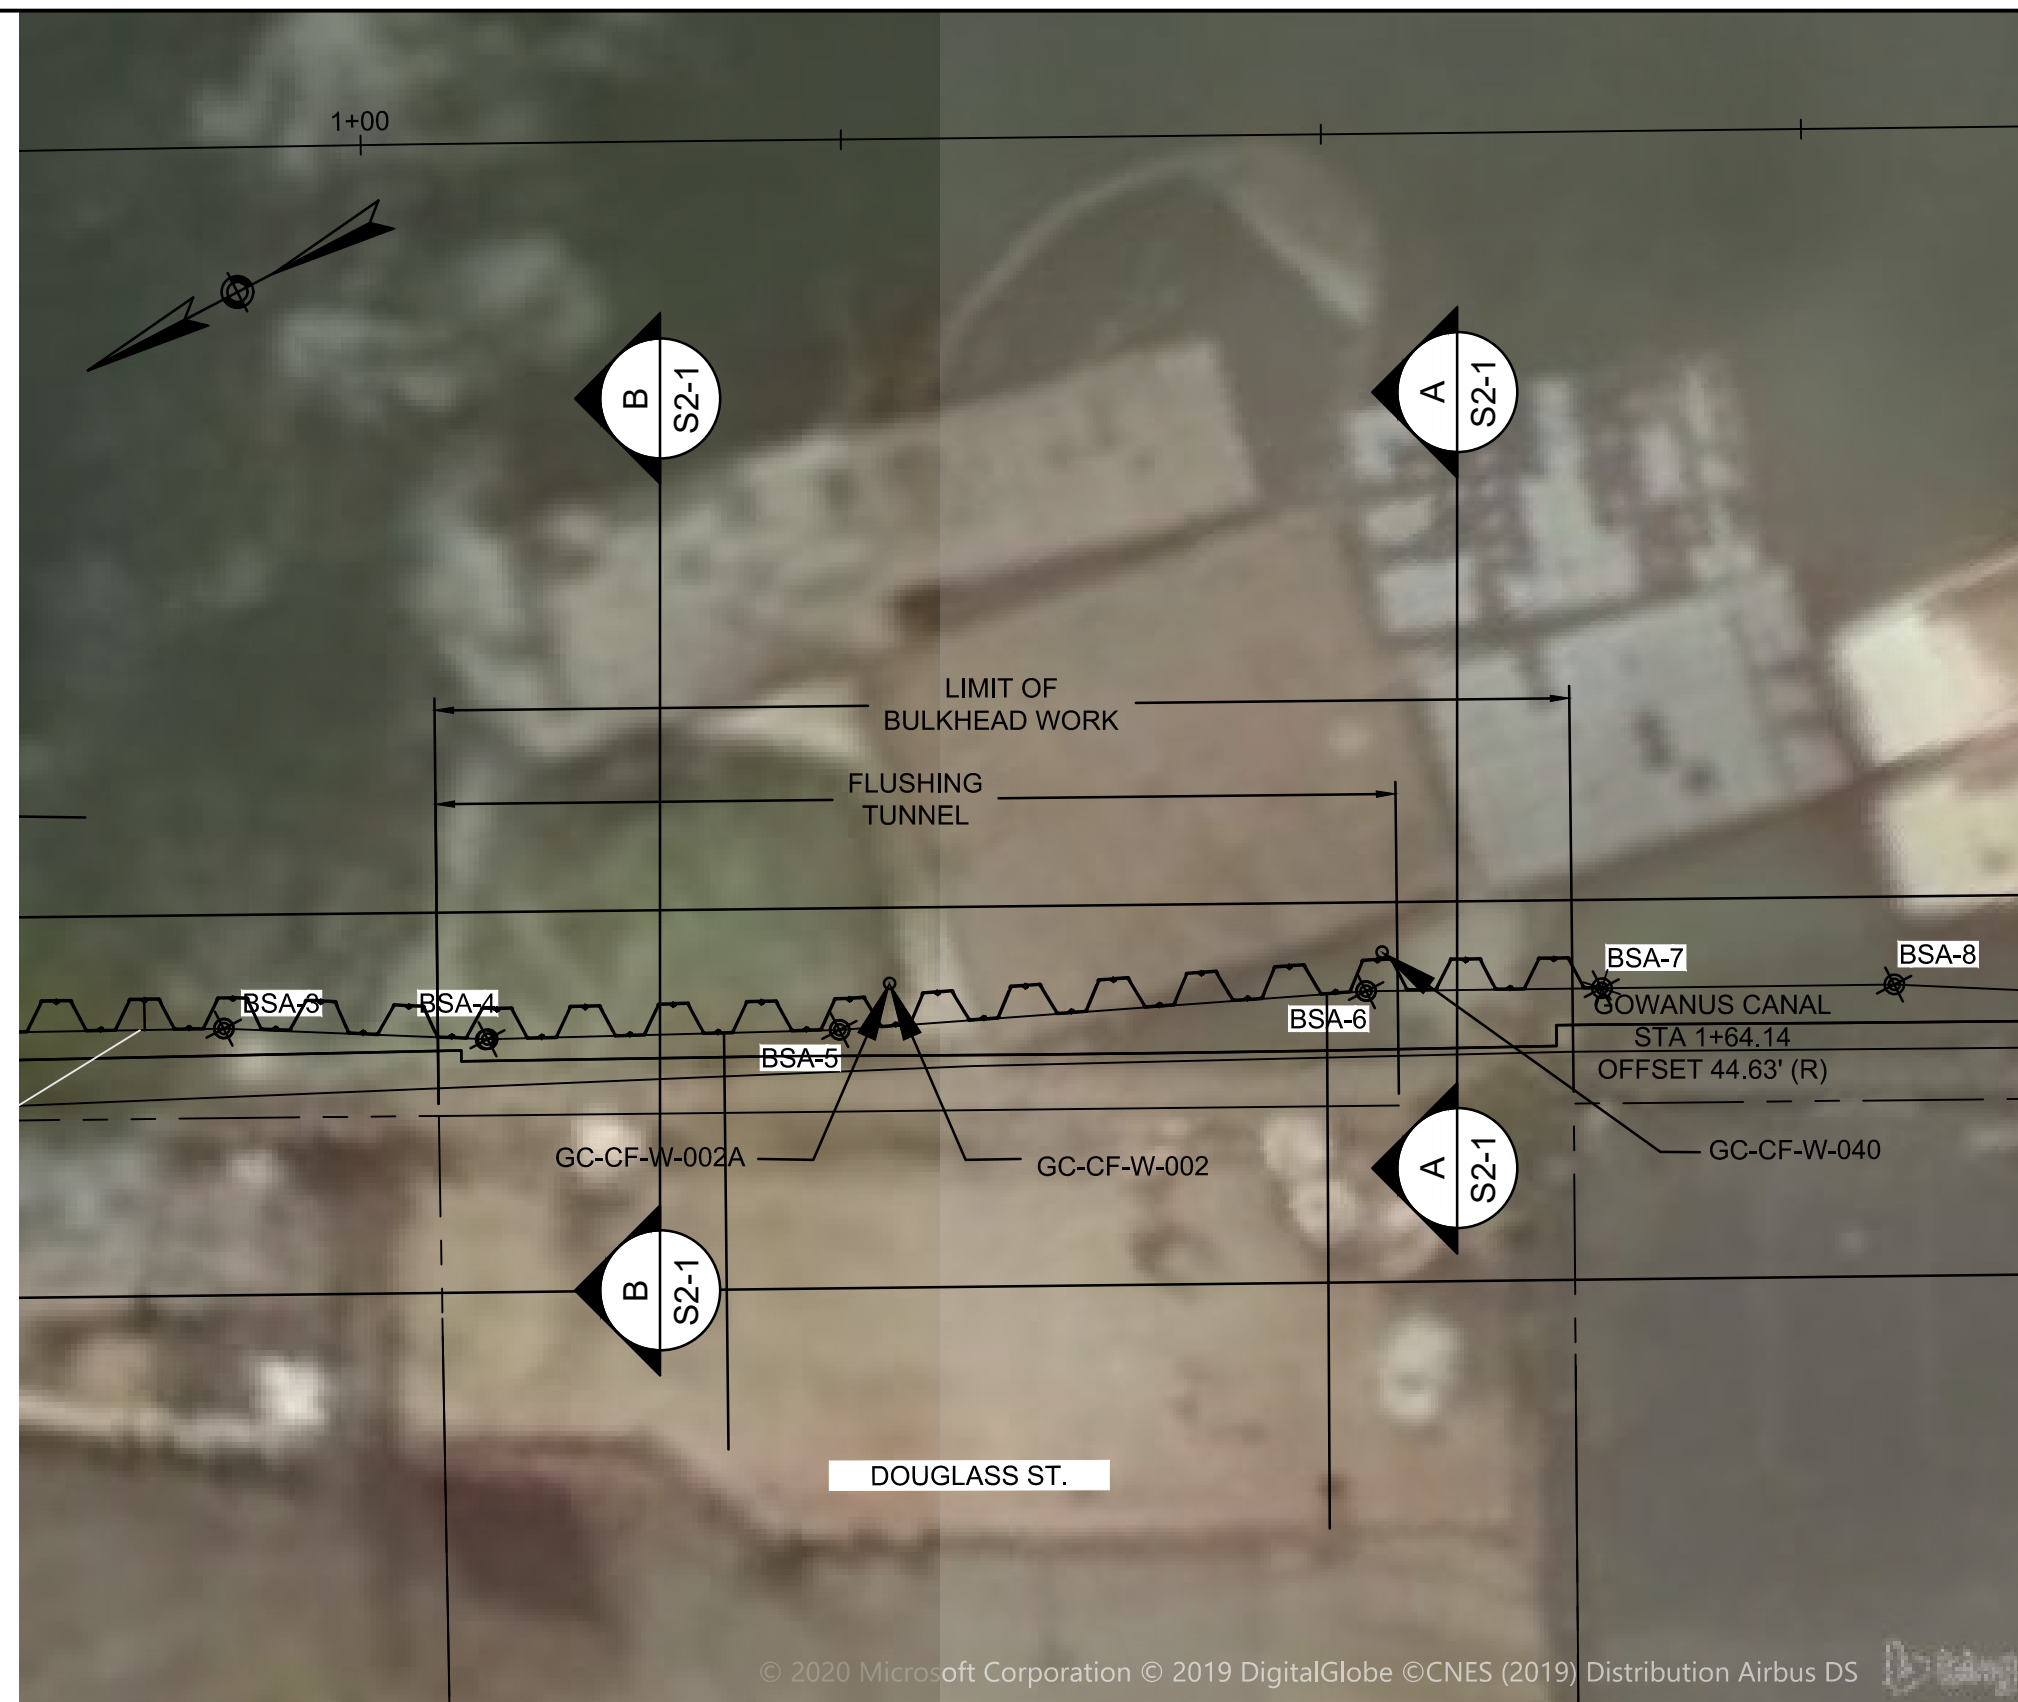 1+00
B
S2-1
A
S2-1
LIMIT OF
BULKHEAD WORK
FLUSHING
TUNNEL
BSA-3
BSA-4
BSA-5
BSA-6
BSA-7
BSA-8
GOWANUS CANAL
STA 1+64.14
OFFSET 44.63' (R)
GC-CF-W-002A
GC-CF-W-002
GC-CF-W-040
A
S2-1
B
S2-1
DOUGLASS ST.
© 2020 Microsoft Corporation © 2019 DigitalGlobe ©CNES (2019) Distribution Airbus DS